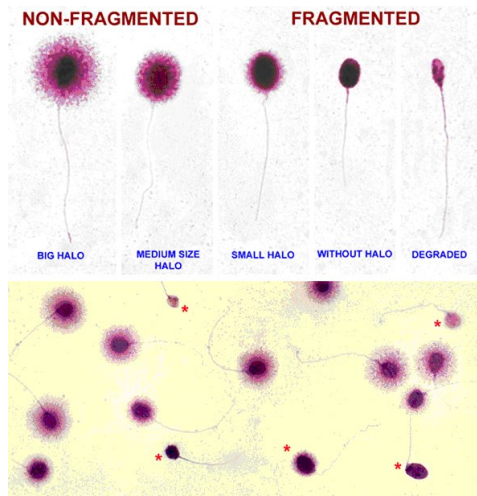 NON-FRAGMENTED
FRAGMENTED
BIG HALO
MEDIUM SIZE
HALO
SMALL HALO
WITHOUT HALO
DEGRADED
*
*
*
*
*